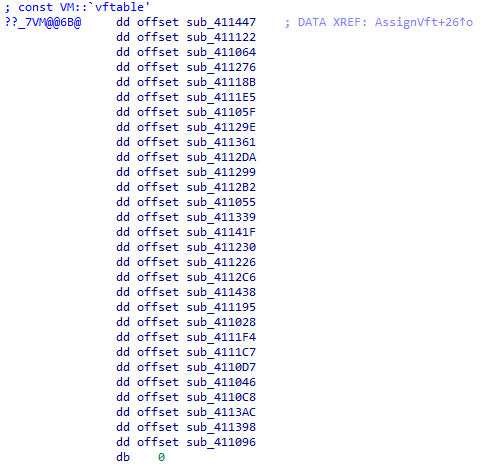 ; const VM::`vftable'
??_7VM@@6B@ dd offset sub_411447 ; DATA XREF: AssignVft+26↑o
dd offset sub_411122
dd offset sub_411064
dd offset sub_411276
dd offset sub_41118B
dd offset sub_4111E5
dd offset sub_41105F
dd offset sub_41129E
dd offset sub_411361
dd offset sub_4112DA
dd offset sub_411299
dd offset sub_4112B2
dd offset sub_411055
dd offset sub_411339
dd offset sub_41141F
dd offset sub_411230
dd offset sub_411226
dd offset sub_4112C6
dd offset sub_411438
dd offset sub_411195
dd offset sub_411028
dd offset sub_4111F4
dd offset sub_4111C7
dd offset sub_4110D7
dd offset sub_411046
dd offset sub_4110C8
dd offset sub_4113AC
dd offset sub_411398
dd offset sub_411096
db 0